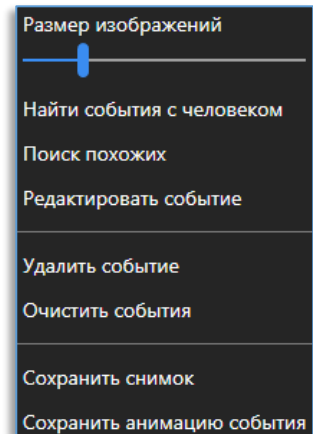 Размер изображений
Найти события с человеком
Поиск похожих
Редактировать событие
Удалить событие
Очистить события
Сохранить снимок
Сохранить анимацию события